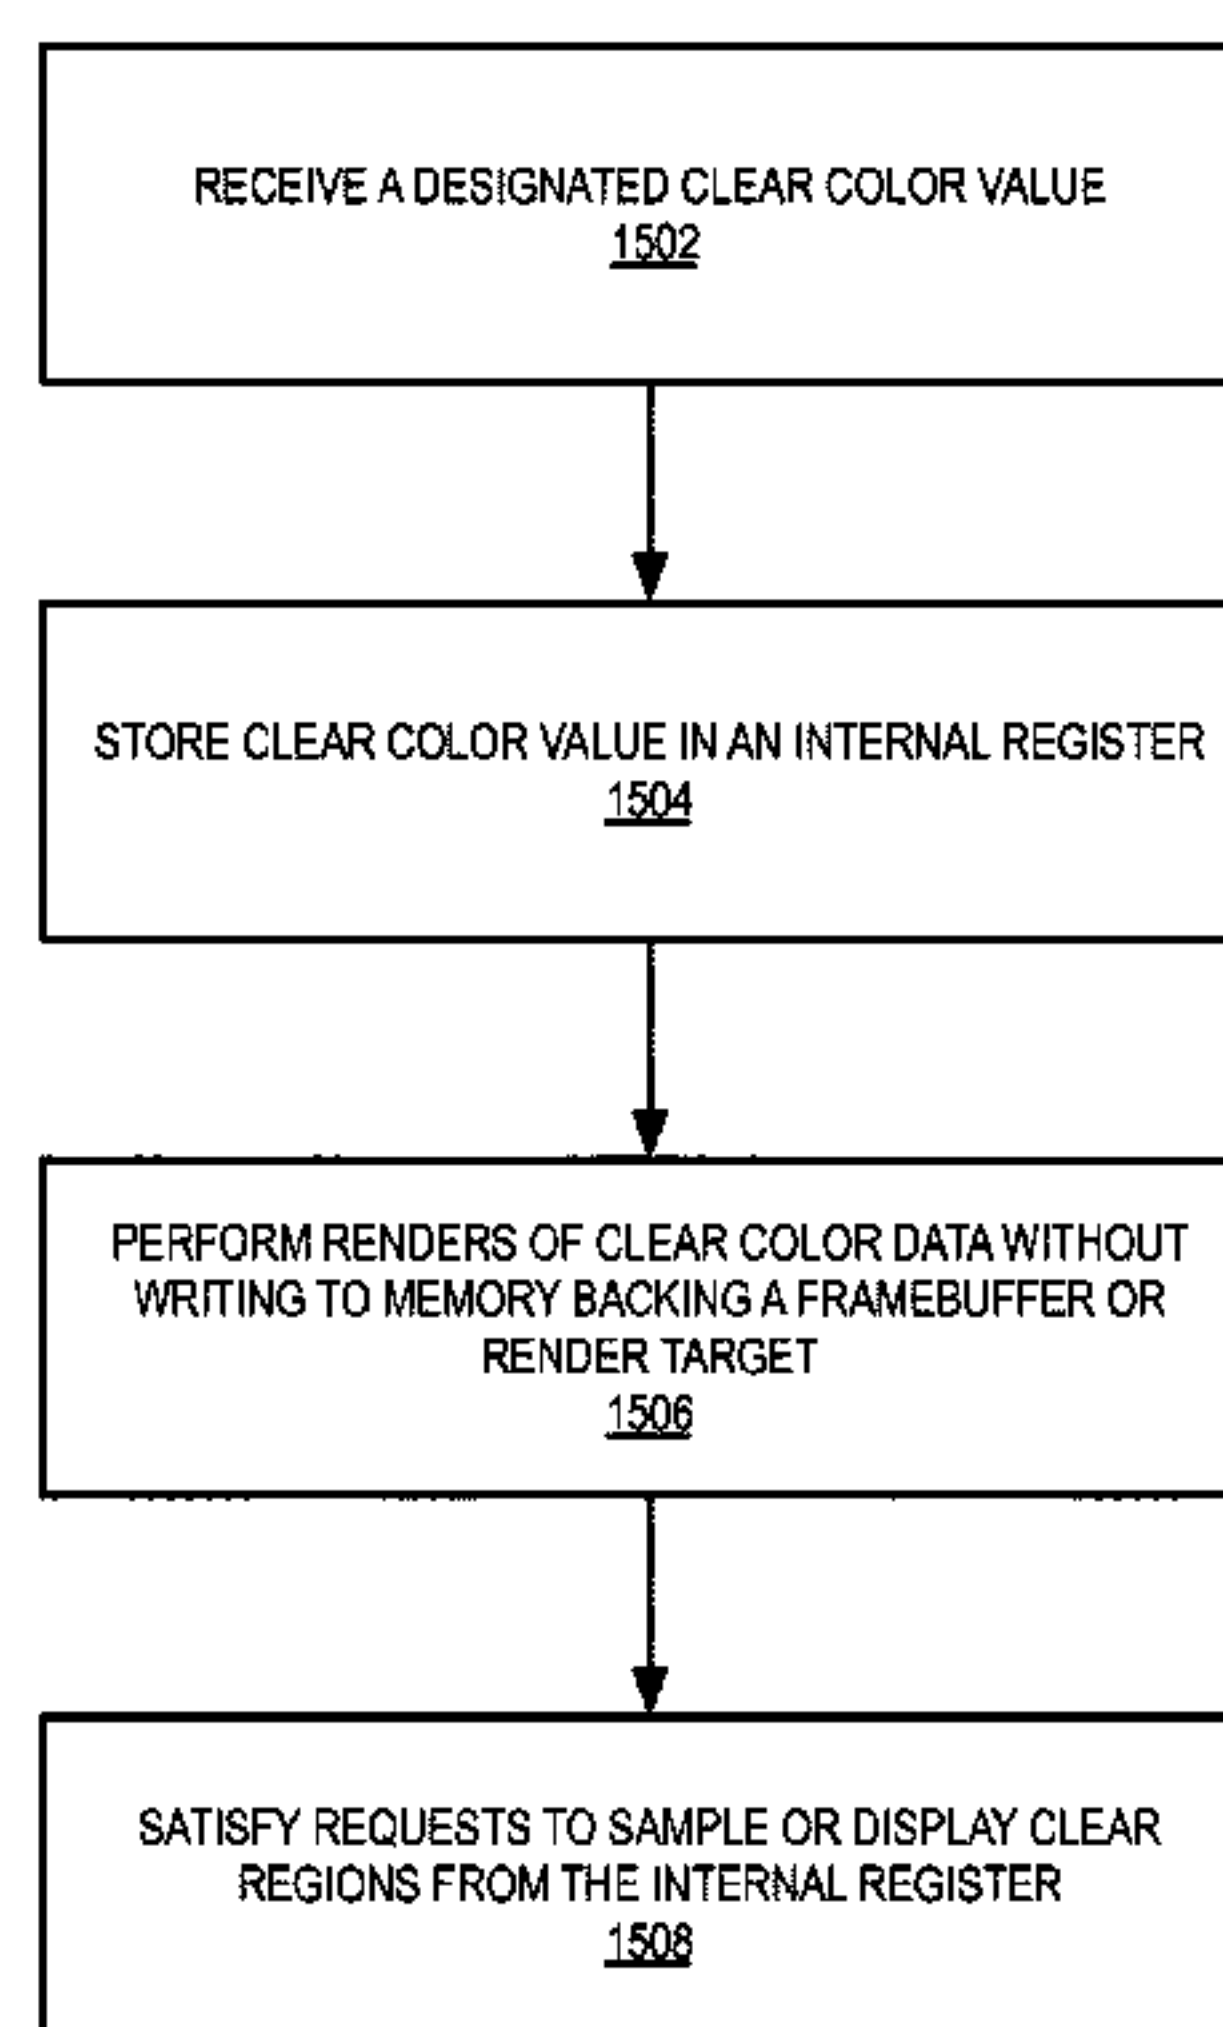 RECEIVE A DESIGNATED CLEAR COLOR VALUE
1502
STORE CLEAR COLOR VALUE IN AN INTERNAL REGISTER
1504
PERFORM RENDERS OF CLEAR COLOR DATA WITHOUT
WRITING TO MEMORY BACKING A FRAMEBUFFER OR
RENDER TARGET
1506
SATISFY REQUESTS TO SAMPLE OR DISPLAY CLEAR
REGIONS FROM THE INTERNAL REGISTER
1508